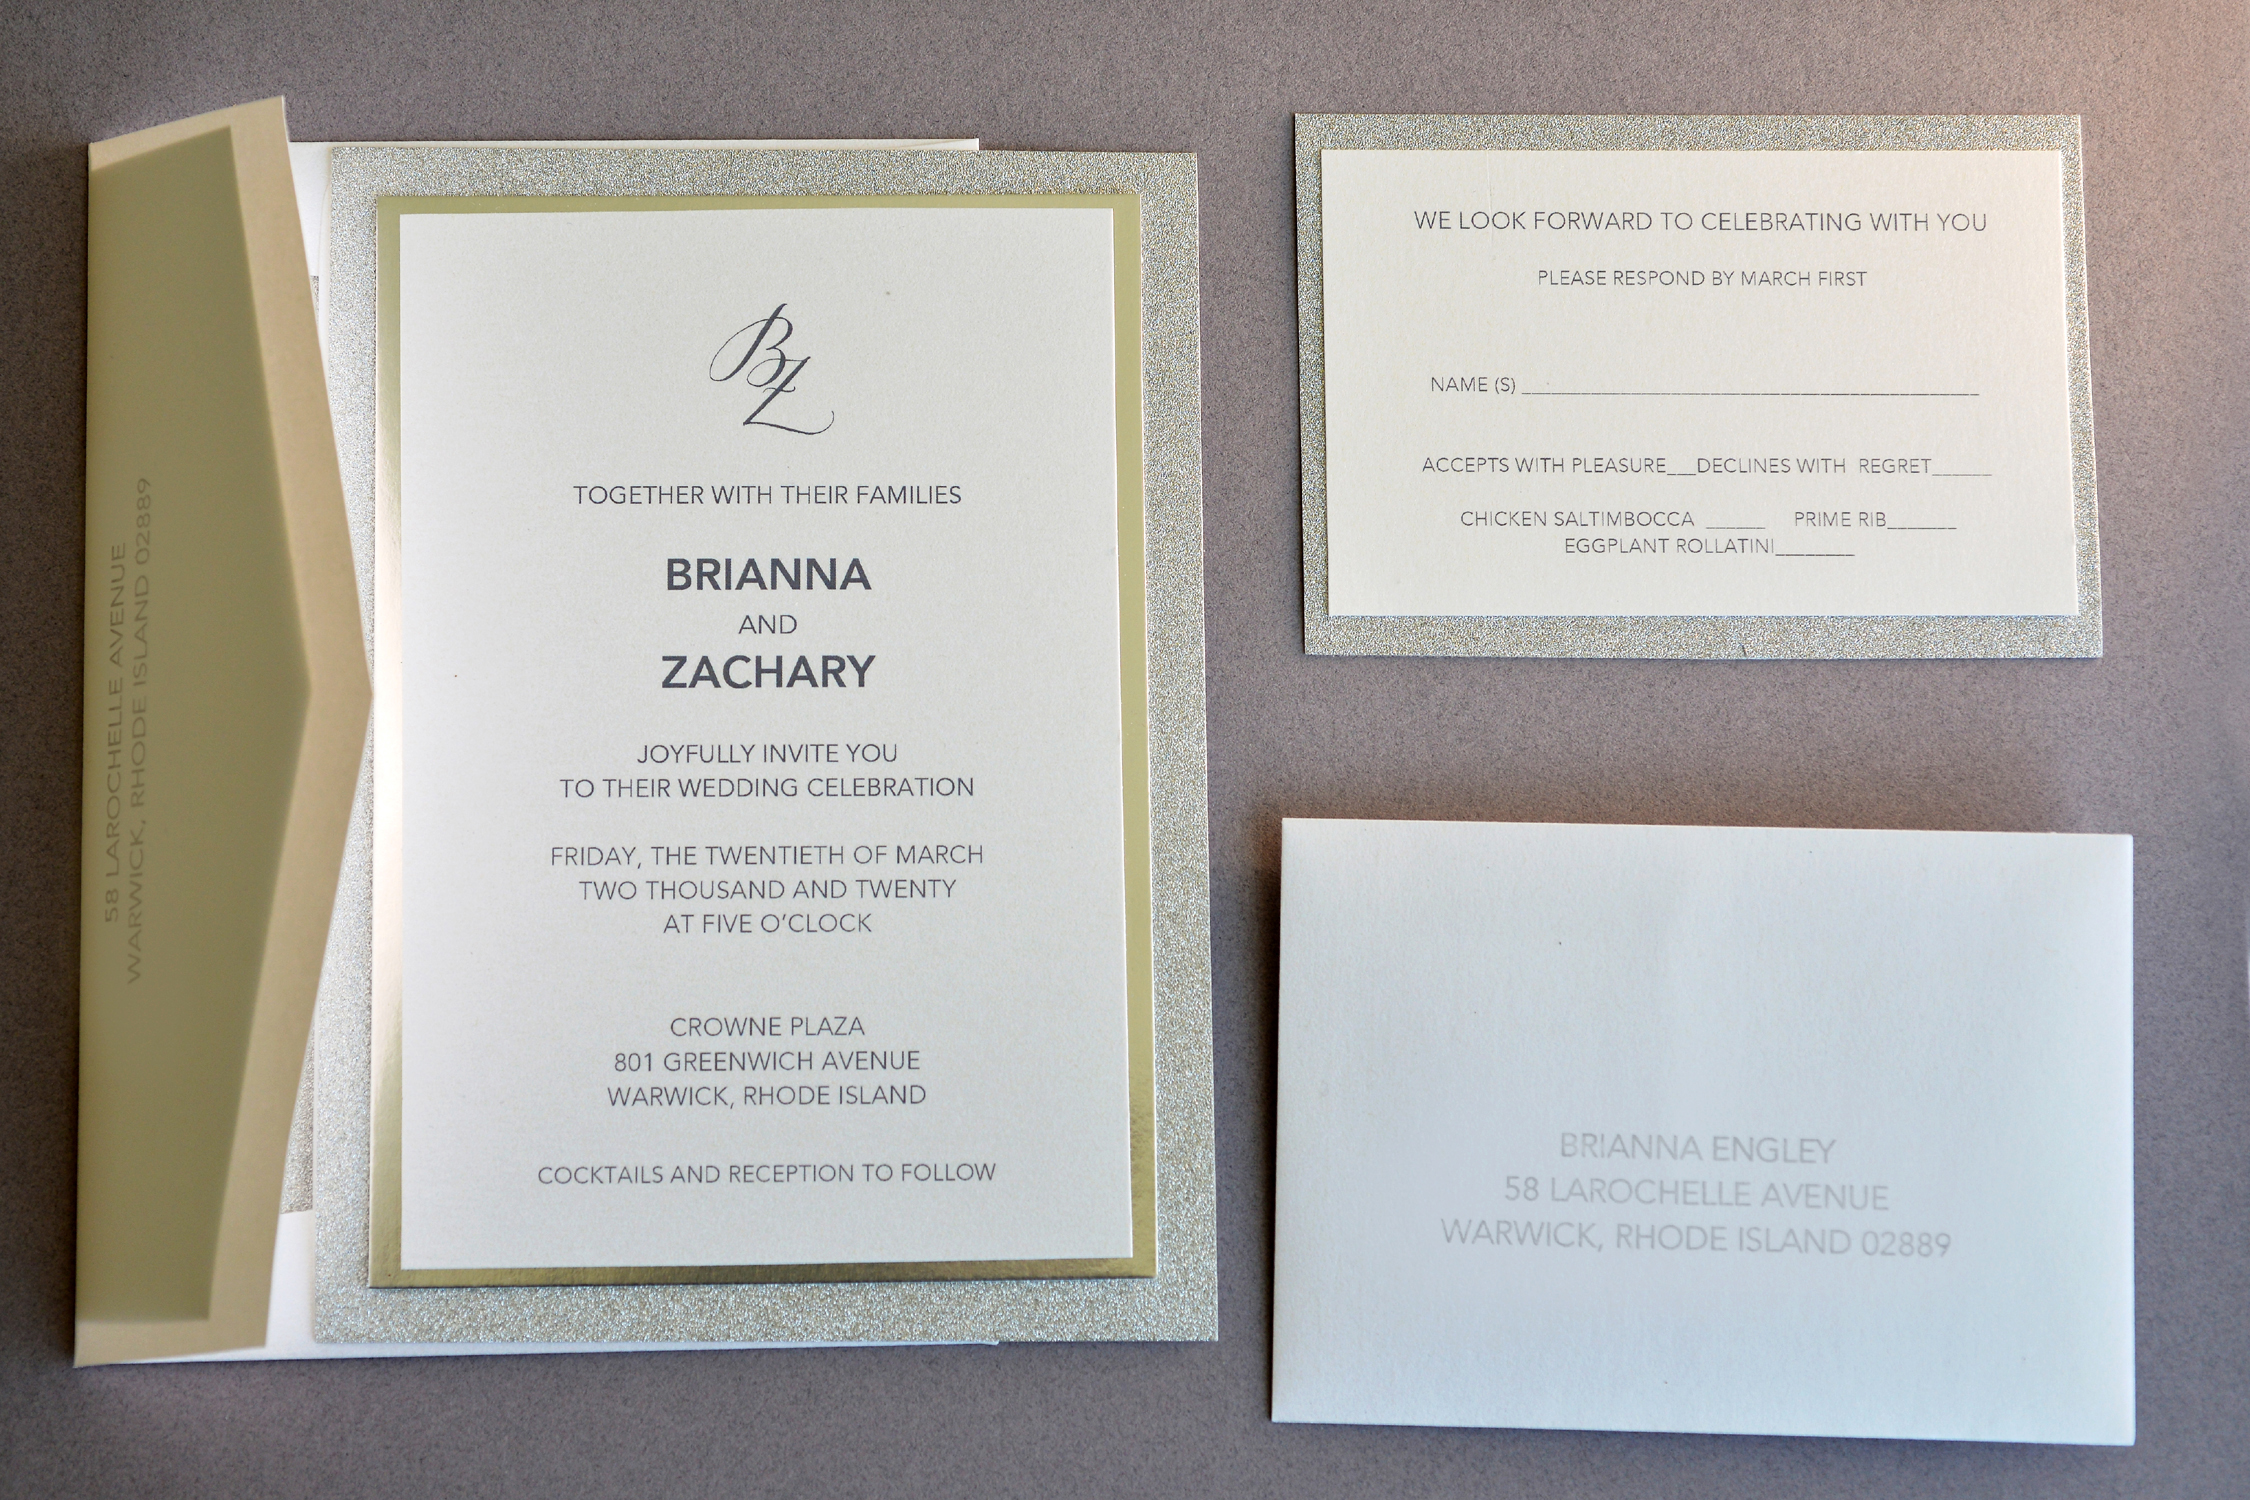 58 LAROCHELLE AVENUE
WARWICK, RHODE ISLAND 02889
BZ
TOGETHER WITH THEIR FAMILIES
BRIANNA
AND
ZACHARY
JOYFULLY INVITE YOU
TO THEIR WEDDING CELEBRATION
FRIDAY, THE TWENTIETH OF MARCH
TWO THOUSAND AND TWENTY
AT FIVE O'CLOCK
CROWNE PLAZA
801 GREENWICH AVENUE
WARWICK, RHODE ISLAND
COCKTAILS AND RECEPTION TO FOLLOW
WE LOOK FORWARD TO CELEBRATING WITH YOU
PLEASE RESPOND BY MARCH FIRST
NAME (S) ______________________________
ACCEPTS WITH PLEASURE___DECLINES WITH REGRET______
CHICKEN SALTIMBOCCA ______ PRIME RIB_______
EGGPLANT ROLLATINI________
BRIANNA ENGLEY
58 LAROCHELLE AVENUE
WARWICK, RHODE ISLAND 02889